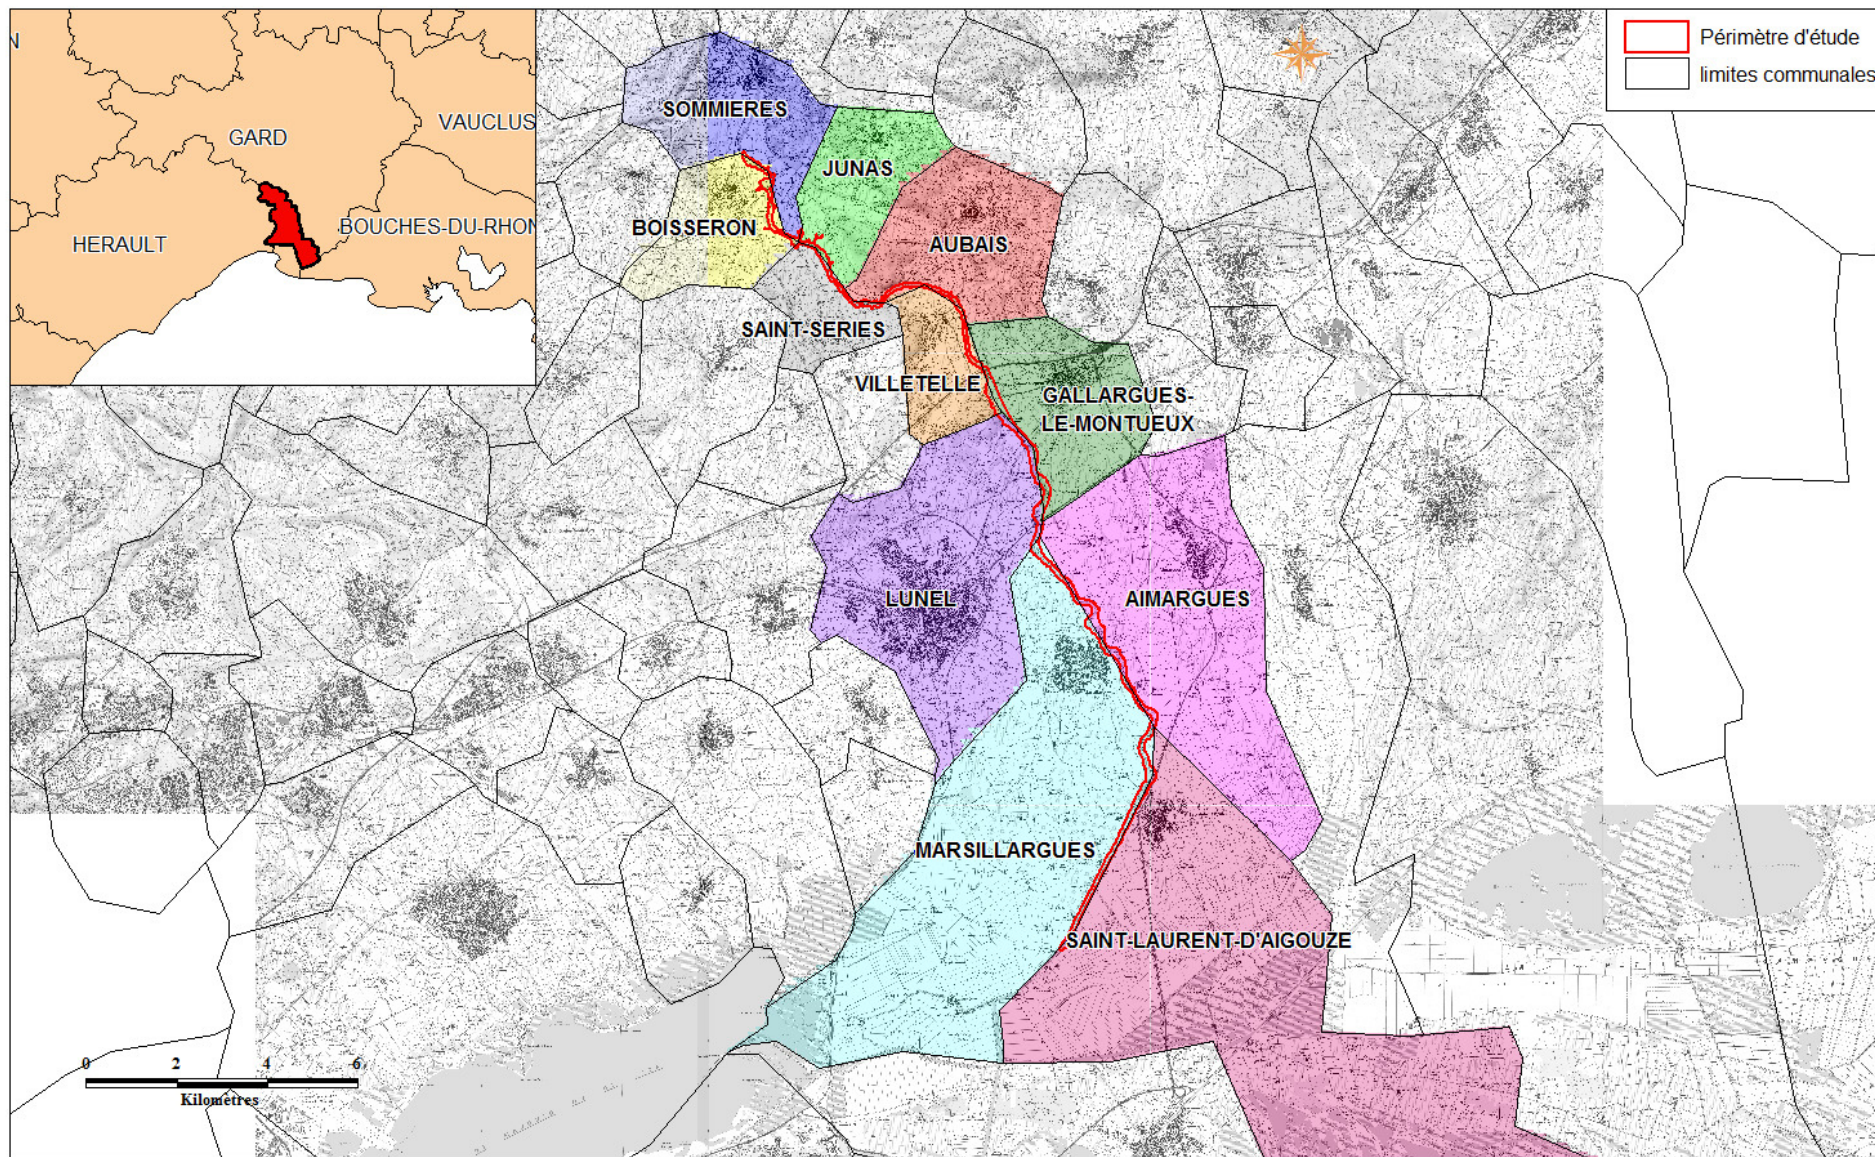 N
GARD
VAUCLUS
HERAULT
BOUCHES-DU-RHON
Périmètre d'étude
limites communales
SOMMIERES
JUNAS
BOISSERON
AUBAIS
SAINT-SERIES
VILLETELLE
GALLARGUES-
LE-MONTUEUX
LUNEL
AIMARGUES
MARSILLARGUES
SAINT-LAURENT-D'AIGOUZE
0 2 4 6
Kilomètres